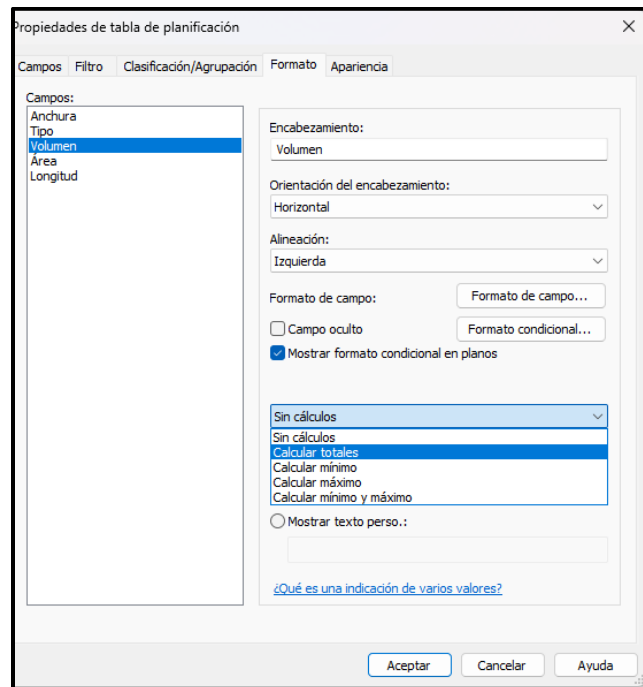 Propiedades de tabla de planificación
Campos Filtro Clasificación/Agrupación Formato Apariencia
Campos:
Anchura
Tipo
Volumen
Área
Longitud
Encabezamiento:
Volumen
Orientación del encabezamiento:
Horizontal
Alineación:
Izquierda
Formato de campo: Formato de campo...
Campo oculto Formato condicional...
Mostrar formato condicional en planos
Sin cálculos
Sin cálculos
Calcular totales
Calcular mínimo
Calcular máximo
Calcular mínimo y máximo
Mostrar texto perso.:
¿Qué es una indicación de varios valores?
Aceptar Cancelar Ayuda